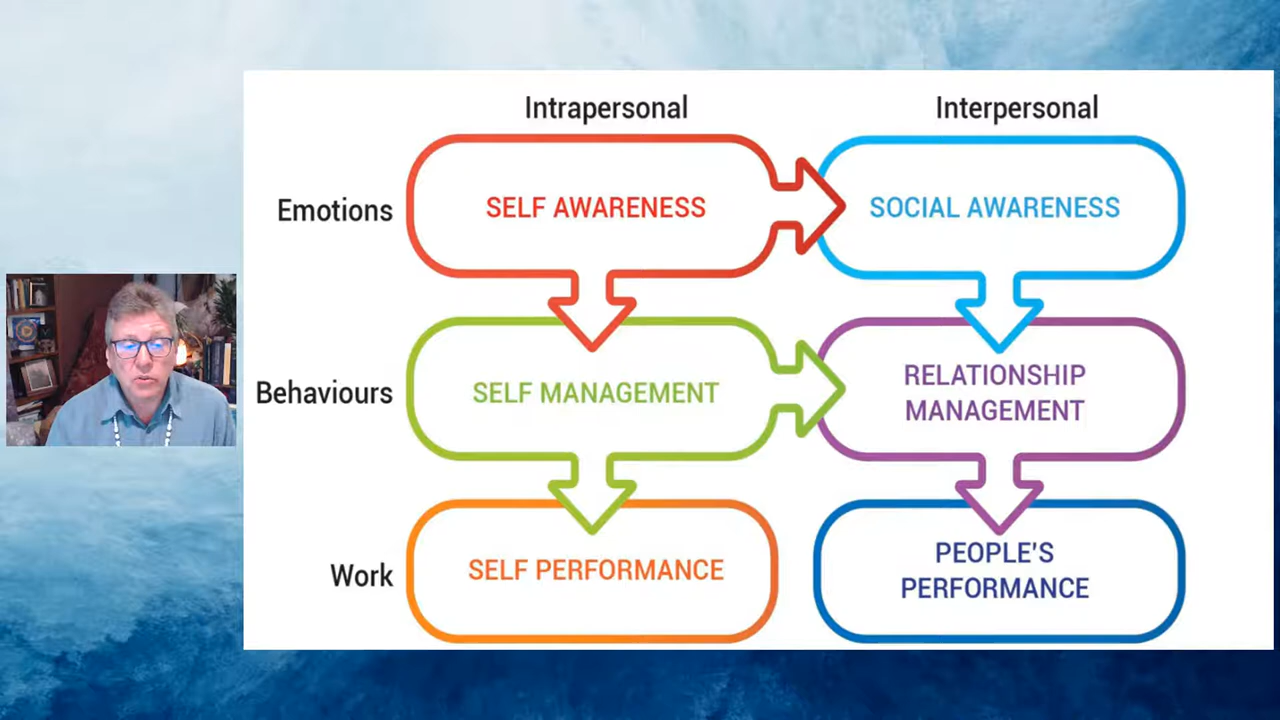 Intrapersonal
Interpersonal
Emotions
SELF AWARENESS
SOCIAL AWARENESS
Behaviours
SELF MANAGEMENT
RELATIONSHIP
MANAGEMENT
Work
SELF PERFORMANCE
PEOPLE'S
PERFORMANCE